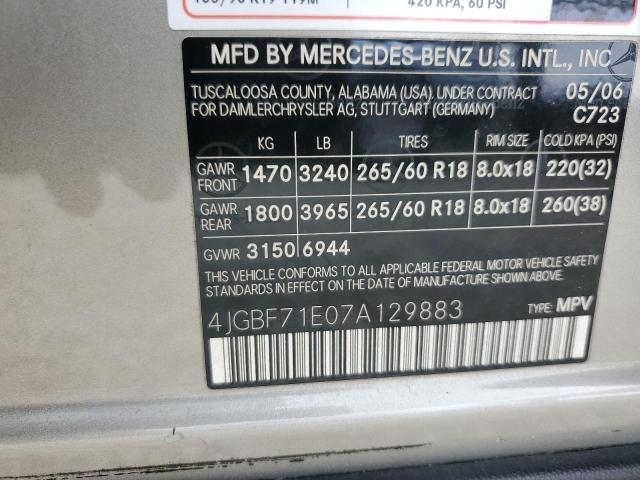 420 KPA, 60 PSI
MFD BY MERCEDES-BENZ U.S. INTL., INC
TUSCALOOSA COUNTY, ALABAMA (USA). UNDER CONTRACT 05/06
FOR DAIMLERCHRYSLER AG, STUTTGART (GERMANY) C723
KG LB TIRES RIM SIZE COLD KPA (PSI)
GAWR FRONT 1470 3240 265/60 R18 8.0x18 220(32)
GAWR REAR 1800 3965 265/60 R18 8.0x18 260(38)
GVWR 3150 6944
THIS VEHICLE CONFORMS TO ALL APPLICABLE FEDERAL MOTOR VEHICLE SAFETY
STANDARDS IN EFFECT ON THE DATE OF MANUFACTURE SHOWN ABOVE.
4JGBF71E07A129883 TYPE: MPV